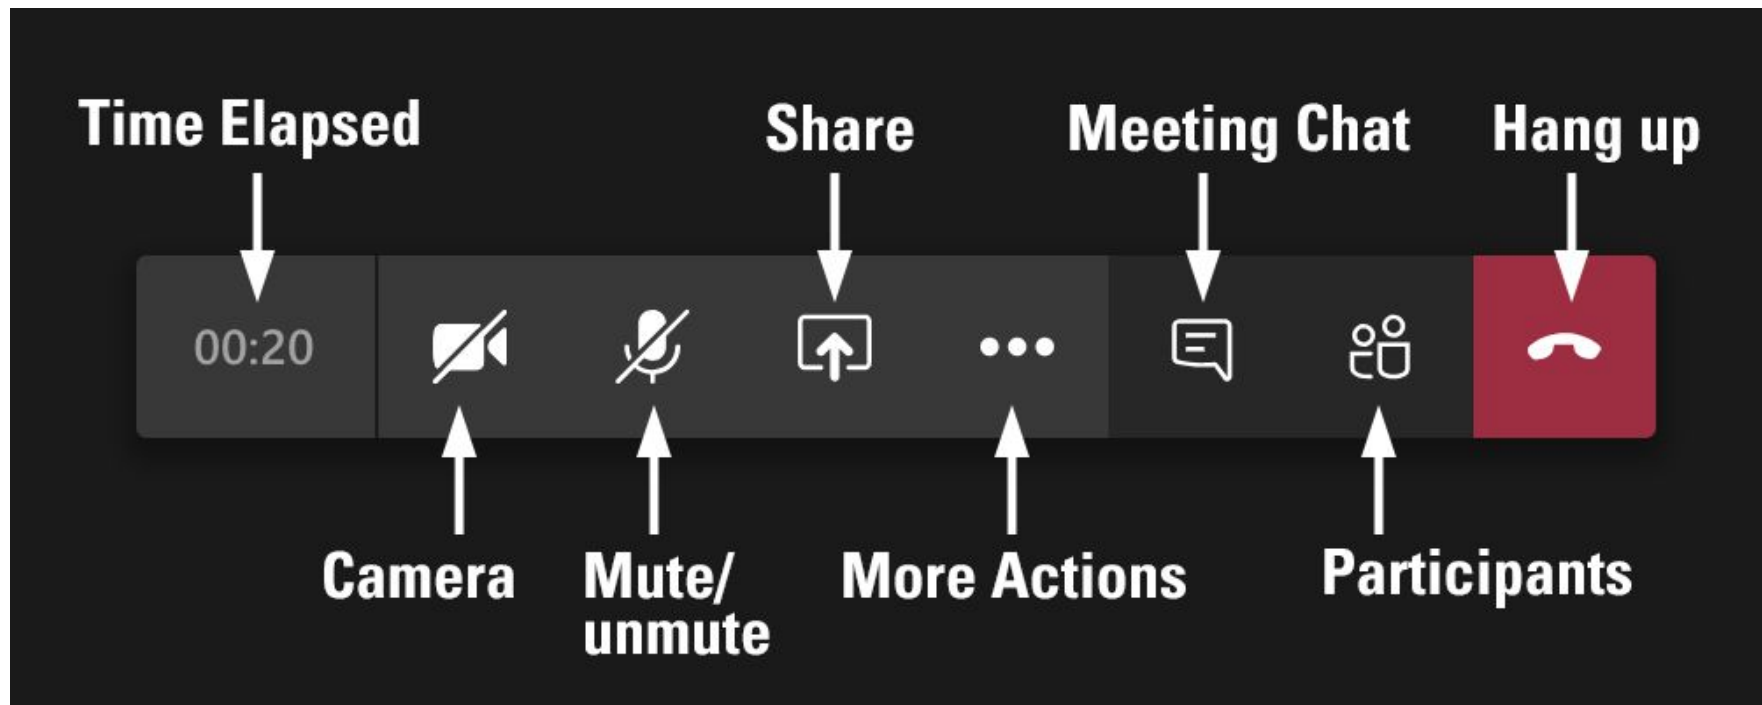 Time Elapsed
Share
Meeting Chat
Hang up
00:20
Camera
Mute/
unmute
More Actions
Participants